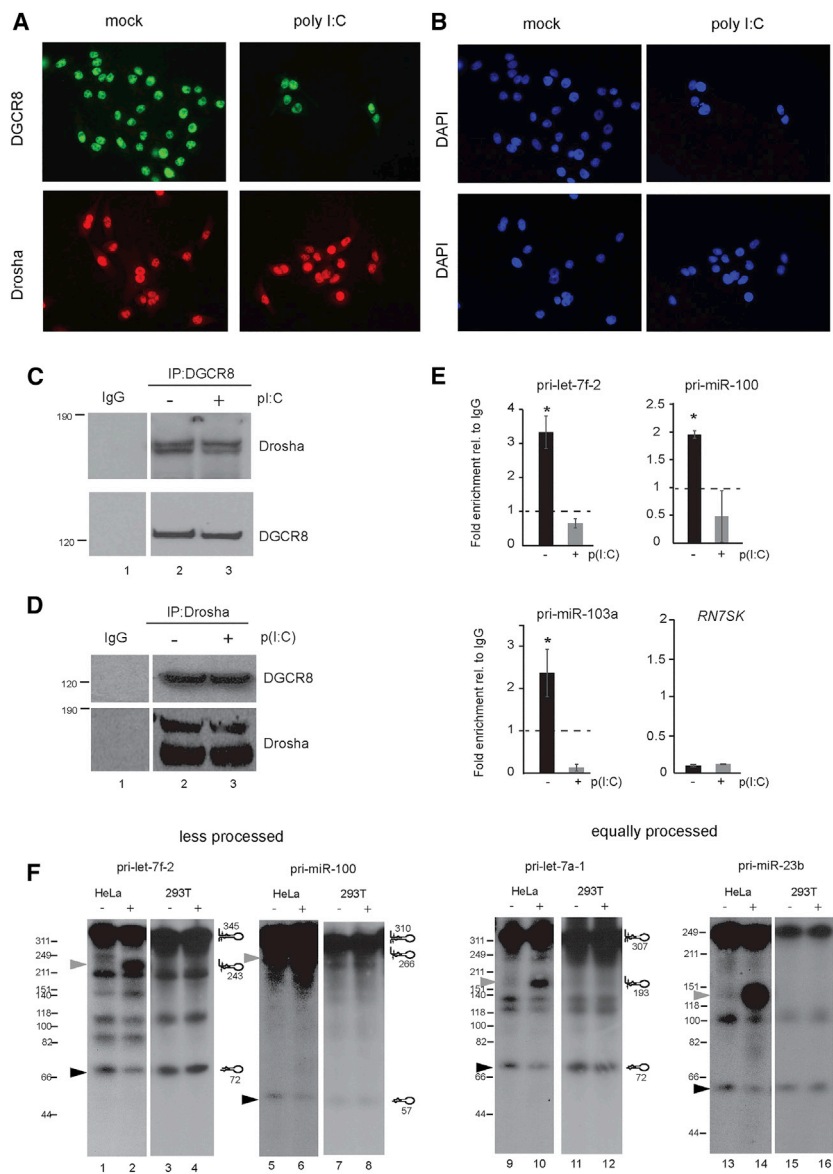 A
mock
poly I:C
DGCR8
Drosha
B
mock
poly I:C
DAPI
DAPI
C
IP:DGCR8
IgG
-
+
pI:C
190
Drosha
120
DGCR8
1
2
3
D
IP:Drosha
IgG
-
+
p(I:C)
120
DGCR8
190
Drosha
1
2
3
E
pri-let-7f-2
Fold enrichment rel. to IgG
4
3
2
1
0
*
-
+
p(I:C)
pri-miR-100
2
1.5
1
0.5
0
*
-
+
p(I:C)
pri-miR-103a
Fold enrichment rel. to IgG
3
2
1
0
*
-
+
p(I:C)
RN7SK
2
1.5
1
0.5
0
-
+
p(I:C)
less processed
equally processed
F
pri-let-7f-2
HeLa
293T
- + - +
311
249
211
151
140
118
100
82
66
44
345
243
72
1 2 3 4
pri-miR-100
HeLa
293T
- + - +
310
266
57
5 6 7 8
pri-let-7a-1
HeLa
293T
- + - +
311
249
211
151
140
118
100
82
66
44
307
193
72
9 10 11 12
pri-miR-23b
HeLa
293T
- + - +
249
211
151
140
118
100
82
66
44
13 14 15 16